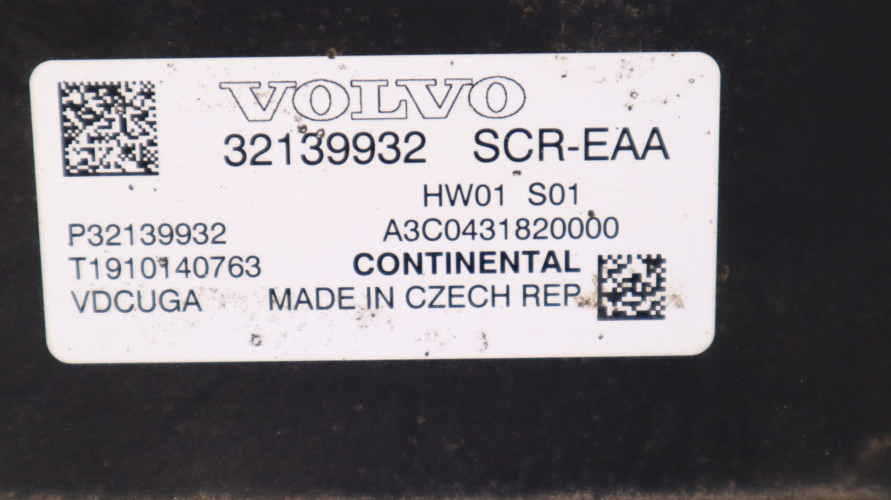 VOLVO
32139932 SCR-EAA
HW01 S01
P32139932 A3C0431820000
T1910140763 CONTINENTAL
VDCUGA MADE IN CZECH REP